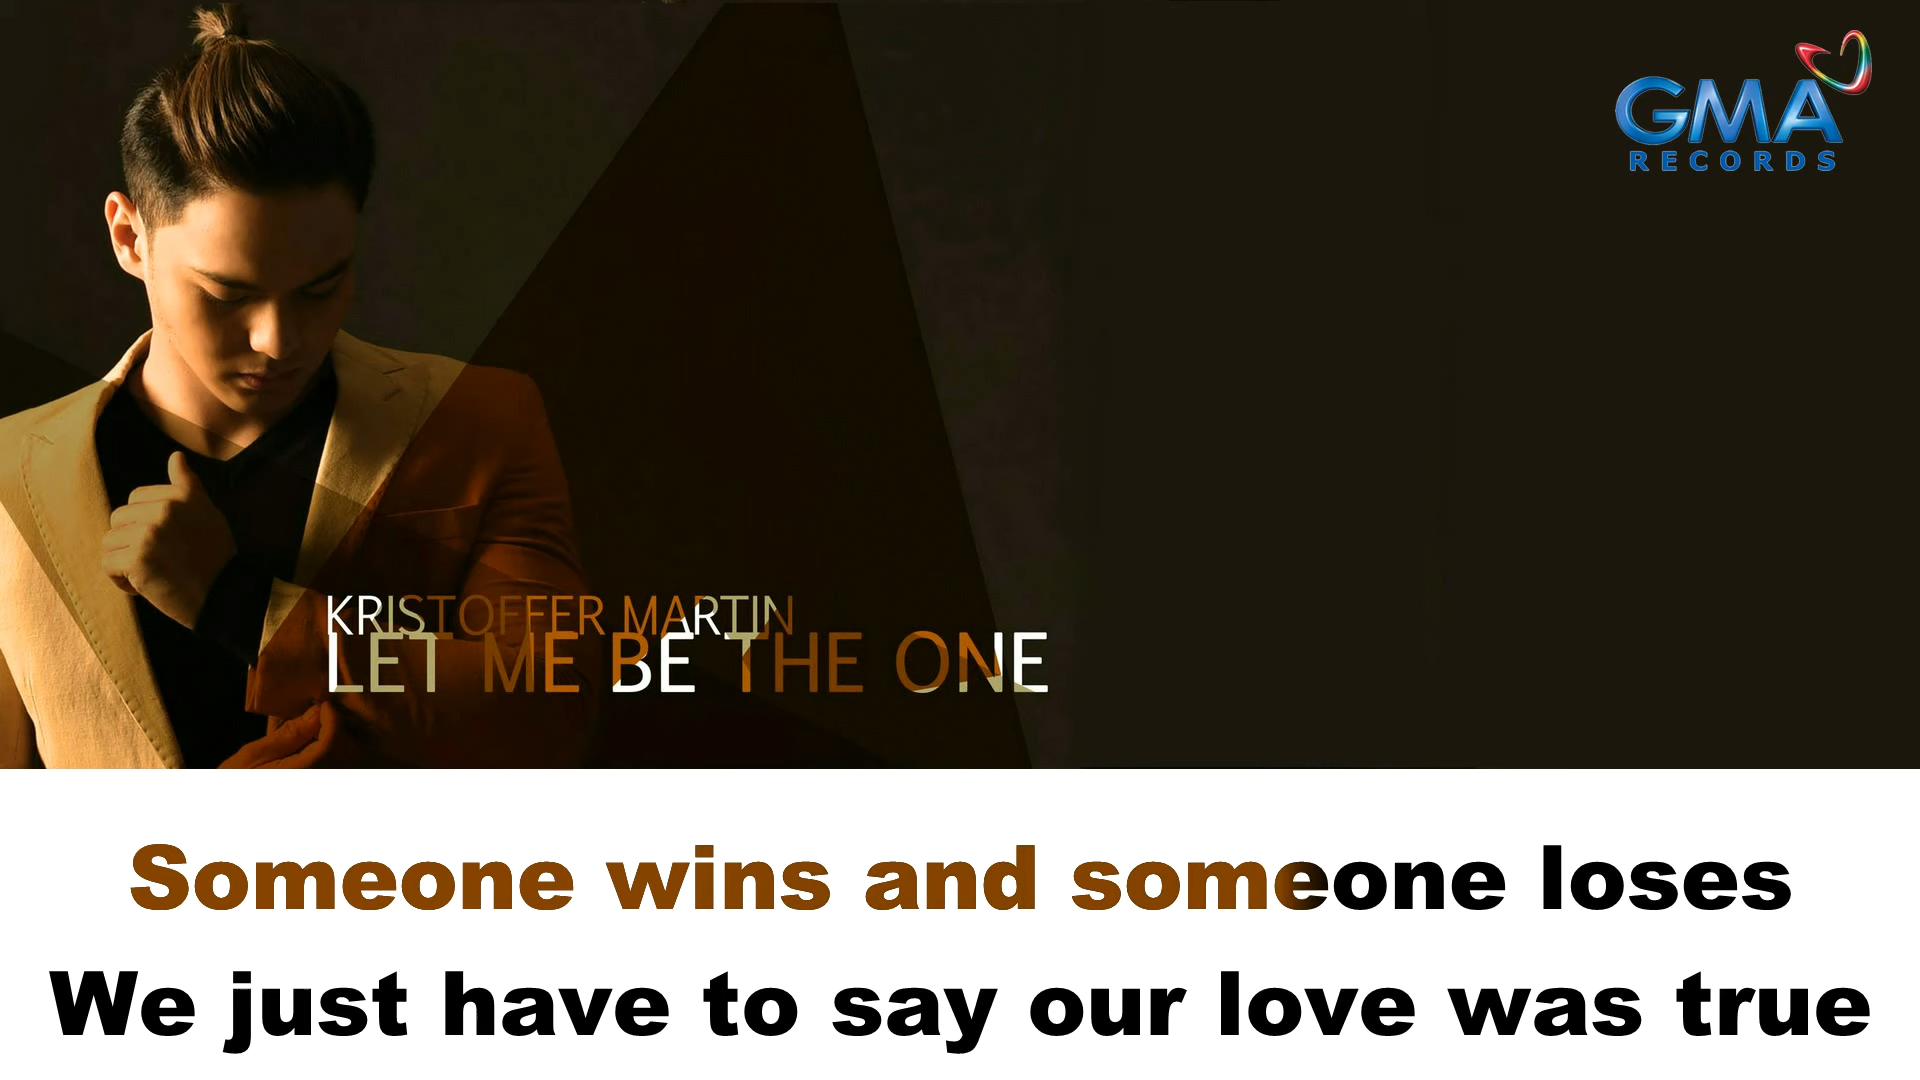 GMA
RECORDS
KRISTOFFER MARTIN
LET ME BE THE ONE
Someone wins and someone loses
We just have to say our love was true